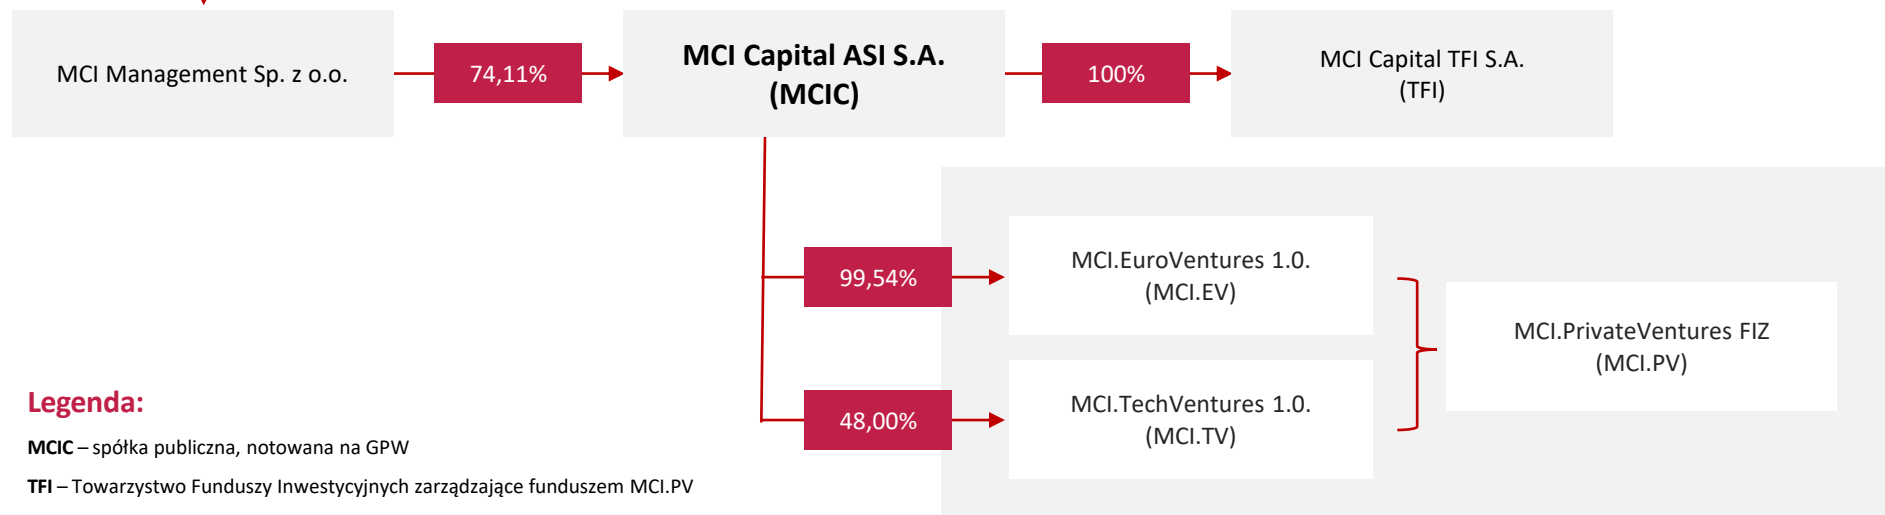 MCI Management Sp. z o.o.
74,11%
MCI Capital ASI S.A.
(MCIC)
100%
MCI Capital TFI S.A.
(TFI)
99,54%
MCI.EuroVentures 1.0.
(MCI.EV)
MCI.PrivateVentures FIZ
(MCI.PV)
48,00%
MCI.TechVentures 1.0.
(MCI.TV)
Legenda:
MCIC – spółka publiczna, notowana na GPW
TFI – Towarzystwo Funduszy Inwestycyjnych zarządzające funduszem MCI.PV